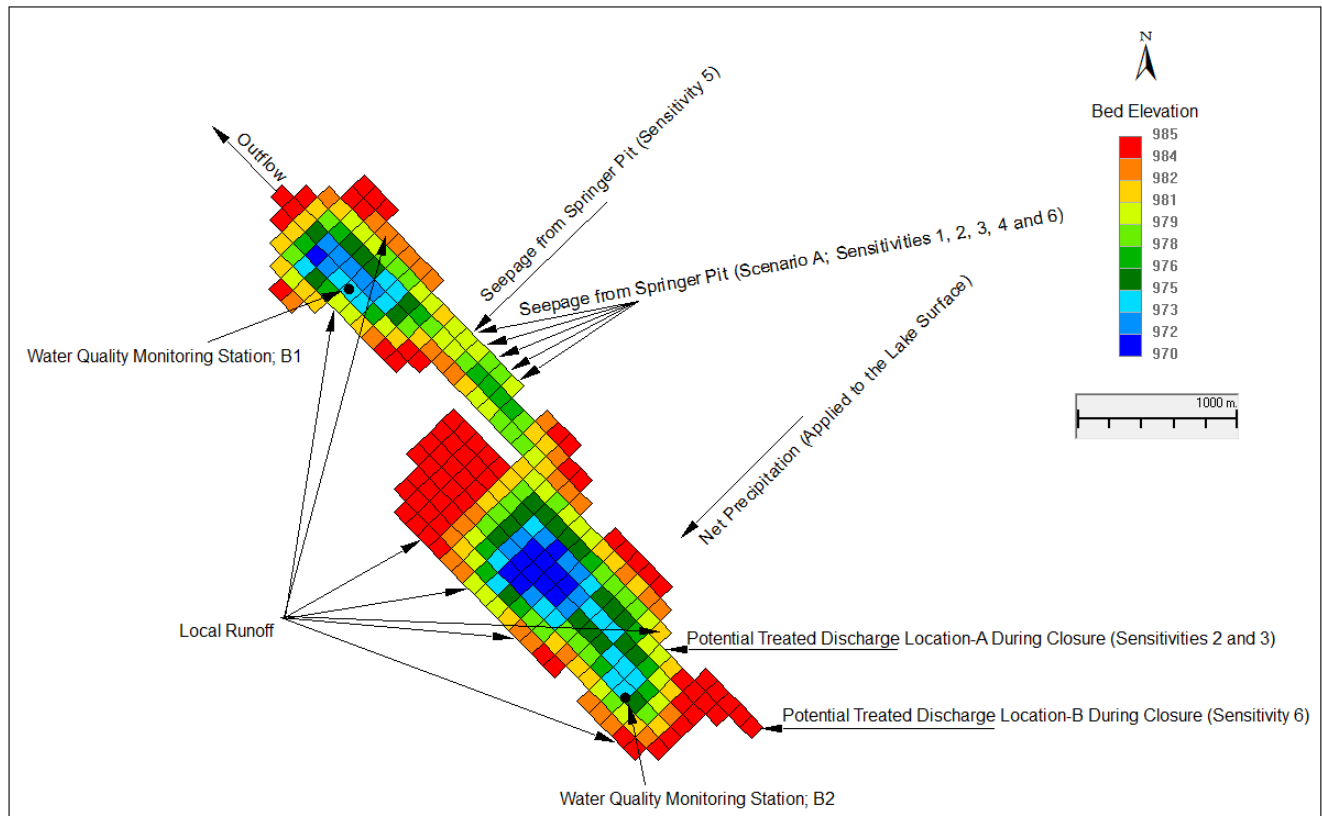 N
Bed Elevation
985
984
982
981
979
978
976
975
973
972
970
1000 m.
Outflow
Seepage from Springer Pit (Sensitivity 5)
Seepage from Springer Pit (Scenario A; Sensitivities 1, 2, 3, 4 and 6)
Net Precipitation (Applied to the Lake Surface)
Water Quality Monitoring Station; B1
Local Runoff
Potential Treated Discharge Location-A During Closure (Sensitivities 2 and 3)
Potential Treated Discharge Location-B During Closure (Sensitivity 6)
Water Quality Monitoring Station; B2